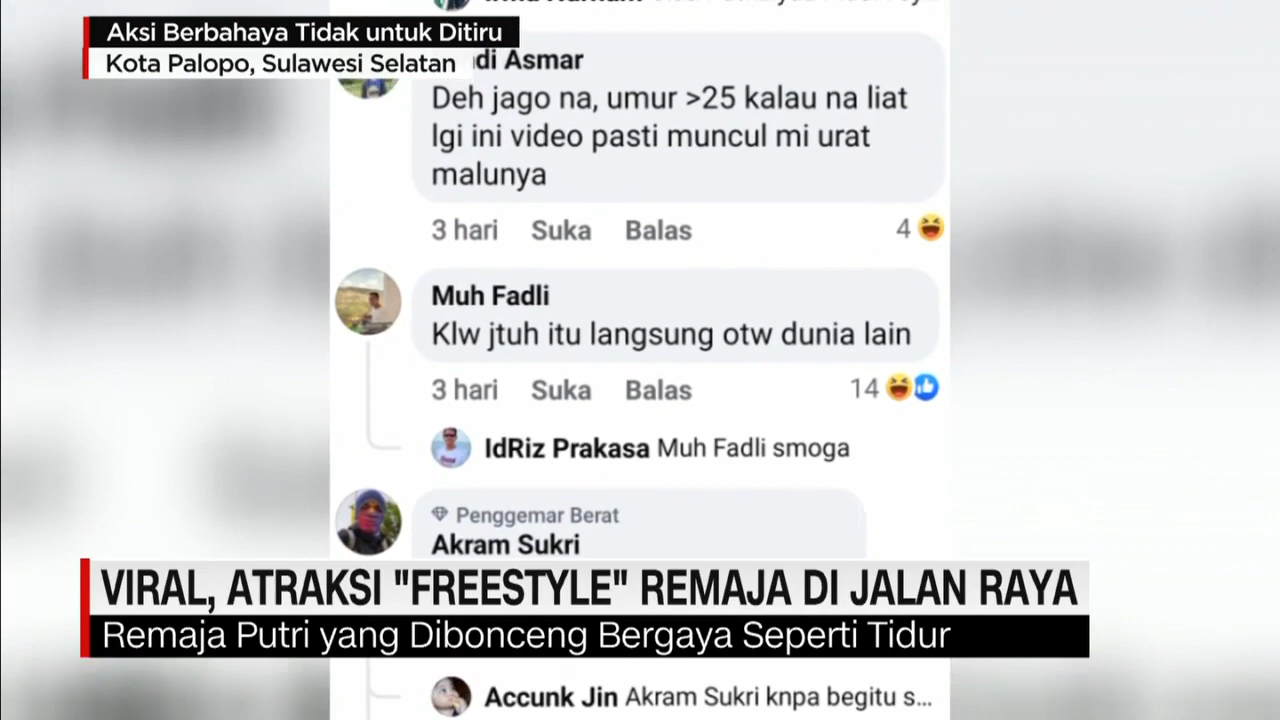 Aksi Berbahaya Tidak untuk Ditiru
Kota Palopo, Sulawesi Selatan
di Asmar
Deh jago na, umur >25 kalau na liat
lgi ini video pasti muncul mi urat
malunya
3 hari Suka Balas 4
Muh Fadli
Klw jtuh itu langsung otw dunia lain
3 hari Suka Balas 14
IdRiz Prakasa Muh Fadli smoga
Penggemar Berat
Akram Sukri
VIRAL, ATRAKSI "FREESTYLE" REMAJA DI JALAN RAYA
Remaja Putri yang Dibonceng Bergaya Seperti Tidur
Accunk Jin Akram Sukri knpa begitu s...